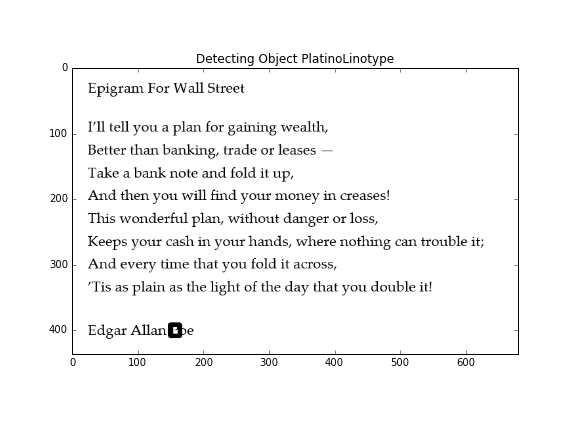 Detecting Object PlatinoLinotype
0
Epigram For Wall Street
I’ll tell you a plan for gaining wealth,
100
Better than banking, trade or leases —
Take a bank note and fold it up,
200
And then you will find your money in creases!
This wonderful plan, without danger or loss,
Keeps your cash in your hands, where nothing can trouble it;
300
And every time that you fold it across,
’Tis as plain as the light of the day that you double it!
400
Edgar Allan Poe
0 100 200 300 400 500 600